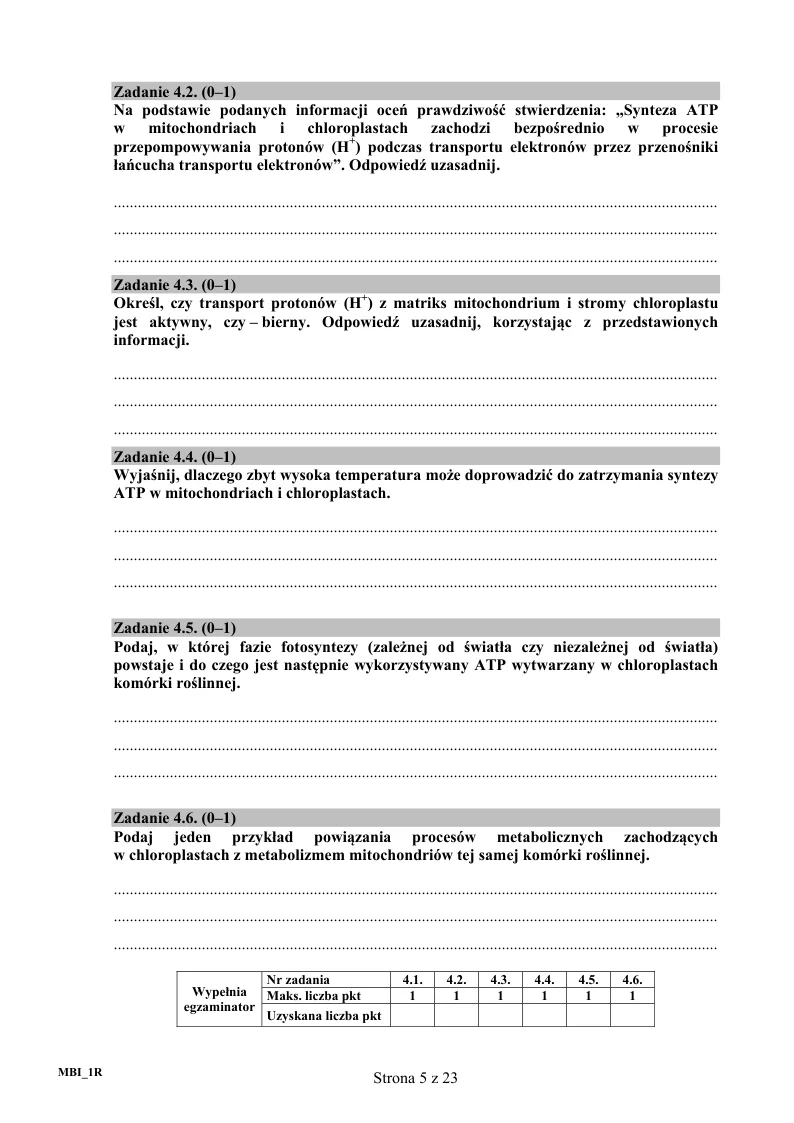 Zadanie 4.2. (0–1)
Na podstawie podanych informacji oceń prawdziwość stwierdzenia: „Synteza ATP
w mitochondriach i chloroplastach zachodzi bezpośrednio w procesie
przepompowywania protonów (H+) podczas transportu elektronów przez przenośniki
łańcucha transportu elektronów”. Odpowiedź uzasadnij.
....................................................................................................................................................
....................................................................................................................................................
....................................................................................................................................................
Zadanie 4.3. (0–1)
Określ, czy transport protonów (H+) z matriks mitochondrium i stromy chloroplastu
jest aktywny, czy – bierny. Odpowiedź uzasadnij, korzystając z przedstawionych
informacji.
....................................................................................................................................................
....................................................................................................................................................
....................................................................................................................................................
Zadanie 4.4. (0–1)
Wyjaśnij, dlaczego zbyt wysoka temperatura może doprowadzić do zatrzymania syntezy
ATP w mitochondriach i chloroplastach.
....................................................................................................................................................
....................................................................................................................................................
....................................................................................................................................................
Zadanie 4.5. (0–1)
Podaj, w której fazie fotosyntezy (zależnej od światła czy niezależnej od światła)
powstaje i do czego jest następnie wykorzystywany ATP wytwarzany w chloroplastach
komórki roślinnej.
....................................................................................................................................................
....................................................................................................................................................
....................................................................................................................................................
Zadanie 4.6. (0–1)
Podaj jeden przykład powiązania procesów metabolicznych zachodzących
w chloroplastach z metabolizmem mitochondriów tej samej komórki roślinnej.
....................................................................................................................................................
....................................................................................................................................................
....................................................................................................................................................
Wypełnia egzaminator
Nr zadania 4.1. 4.2. 4.3. 4.4. 4.5. 4.6.
Maks. liczba pkt 1 1 1 1 1 1
Uzyskana liczba pkt
MBI_1R
Strona 5 z 23